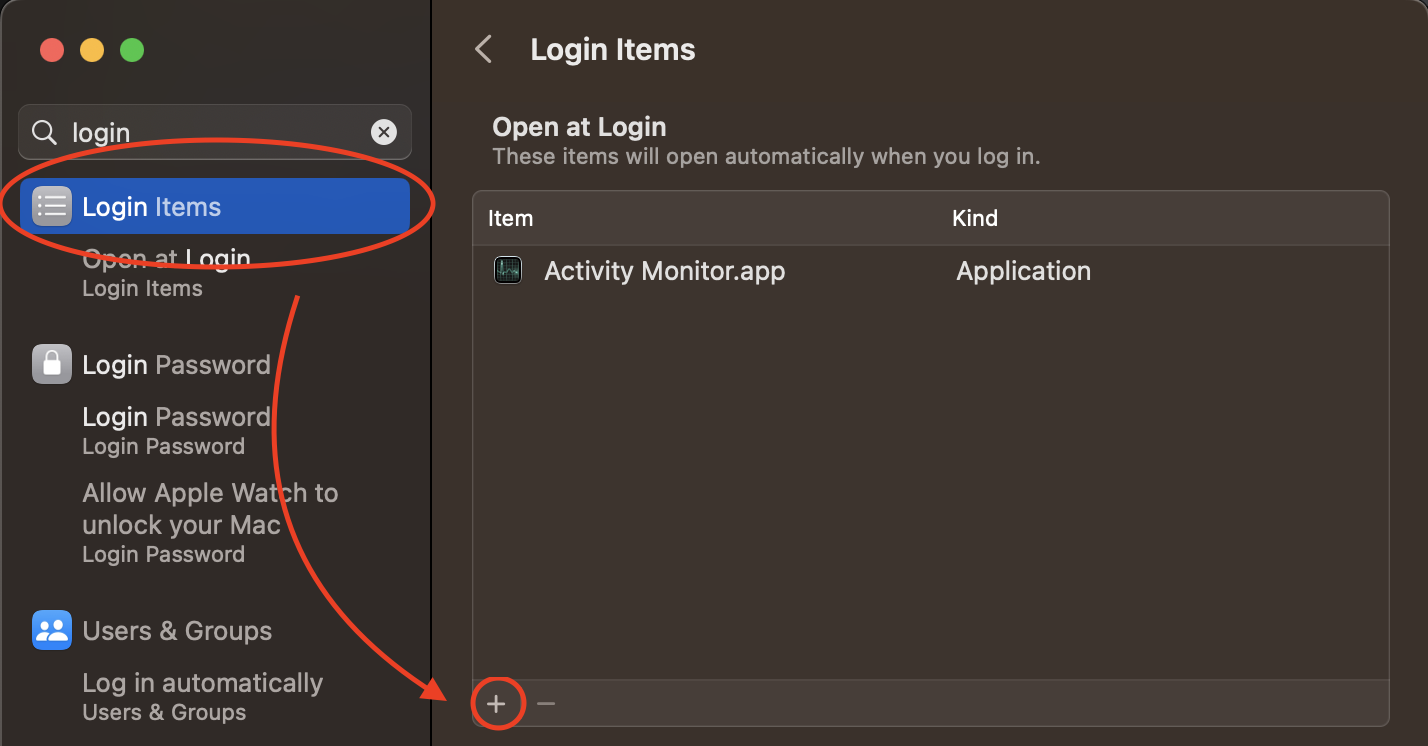 login
Login Items
Open at Login
Login Items
Login Password
Login Password
Login Password
Allow Apple Watch to
unlock your Mac
Login Password
Users & Groups
Log in automatically
Users & Groups
Login Items
Open at Login
These items will open automatically when you log in.
Item Kind
Activity Monitor.app Application